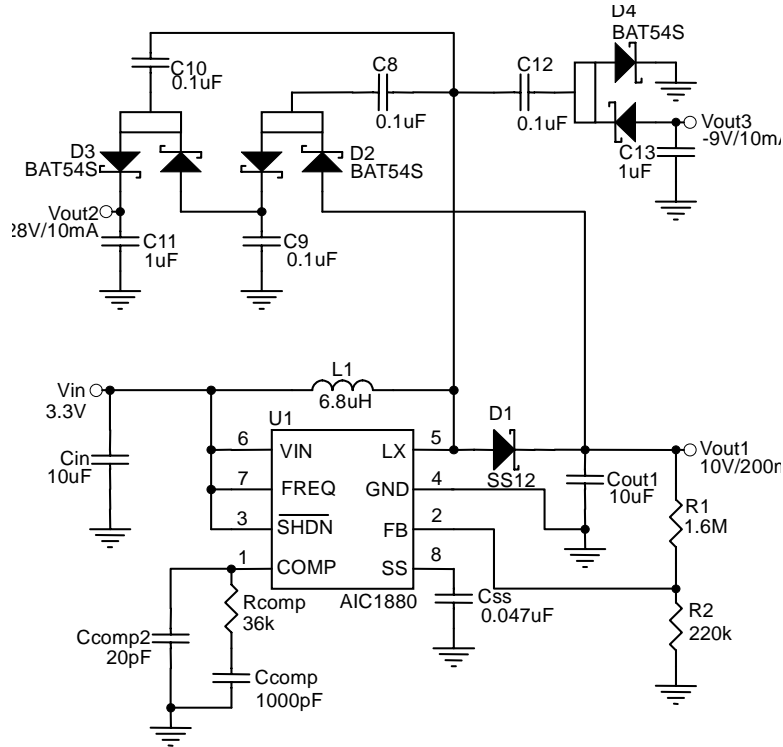 D4
BAT54S
C10
0.1uF
C8
0.1uF
C12
0.1uF
Vout3
-9V/10mA
C13
1uF
D3
BAT54S
D2
BAT54S
Vout2
28V/10mA
C11
1uF
C9
0.1uF
Vin
3.3V
L1
6.8uH
U1
Cin
10uF
6 VIN LX 5
7 FREQ GND 4
3 SHDN FB 2
1 COMP SS 8
AIC1880
D1
SS12
Vout1
10V/200m
Cout1
10uF
R1
1.6M
Css
0.047uF
R2
220k
Rcomp
36k
Ccomp2
20pF
Ccomp
1000pF